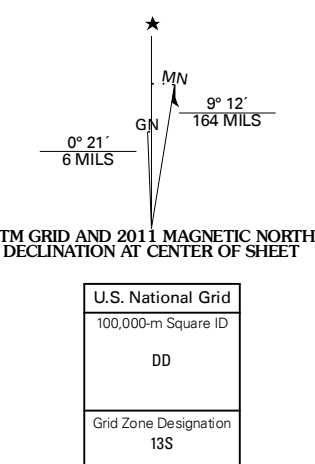 MN
9° 12´
164 MILS
GN
0° 21´
6 MILS
TM GRID AND 2011 MAGNETIC NORTH
DECLINATION AT CENTER OF SHEET
U.S. National Grid
100,000-m Square ID
DD
Grid Zone Designation
13S